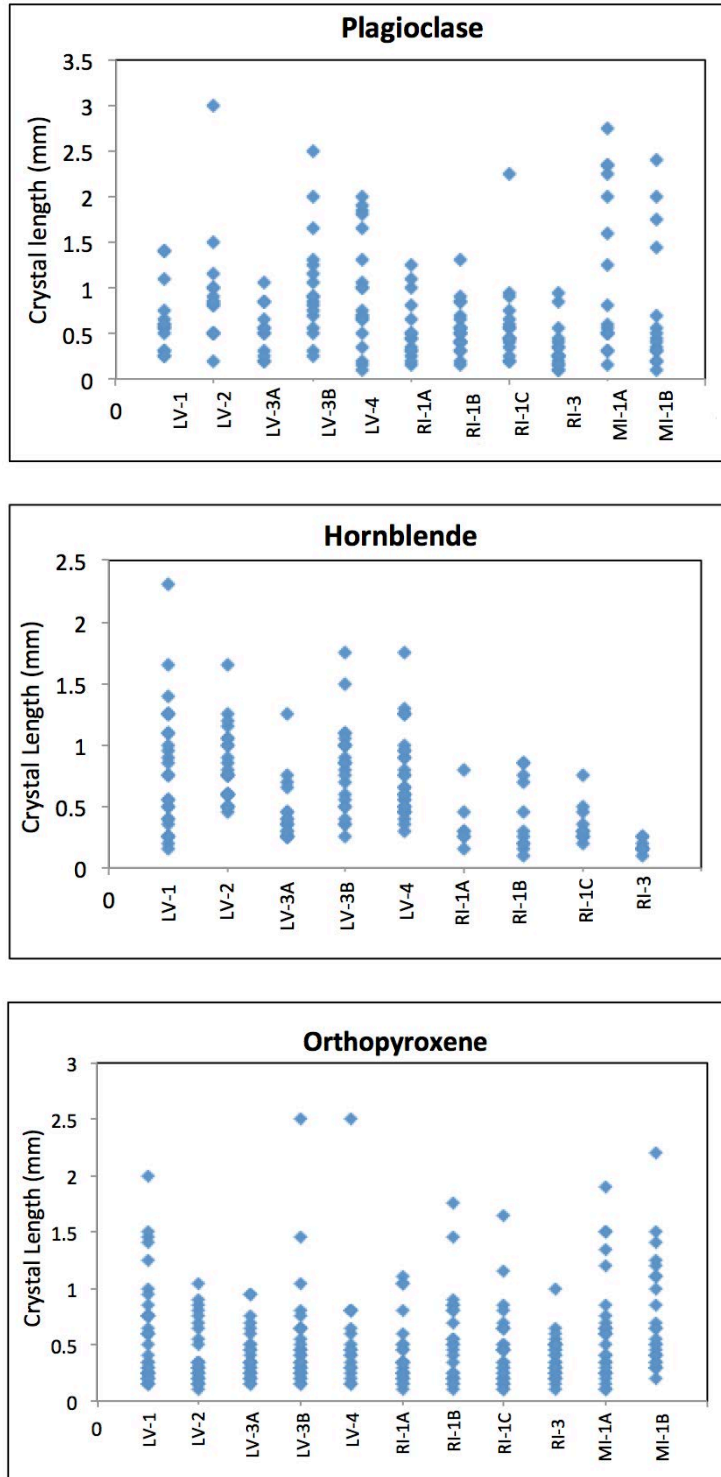 Plagioclase
3.5
3
2.5
2
1.5
1
0.5
0
Crystal length (mm)
0
LV-1
LV-2
LV-3A
LV-3B
LV-4
RI-1A
RI-1B
RI-1C
RI-3
MI-1A
MI-1B
Hornblende
2.5
2
1.5
1
0.5
0
Crystal Length (mm)
0
LV-1
LV-2
LV-3A
LV-3B
LV-4
RI-1A
RI-1B
RI-1C
RI-3
Orthopyroxene
3
2.5
2
1.5
1
0.5
0
Crystal Length (mm)
0
LV-1
LV-2
LV-3A
LV-3B
LV-4
RI-1A
RI-1B
RI-1C
RI-3
MI-1A
MI-1B